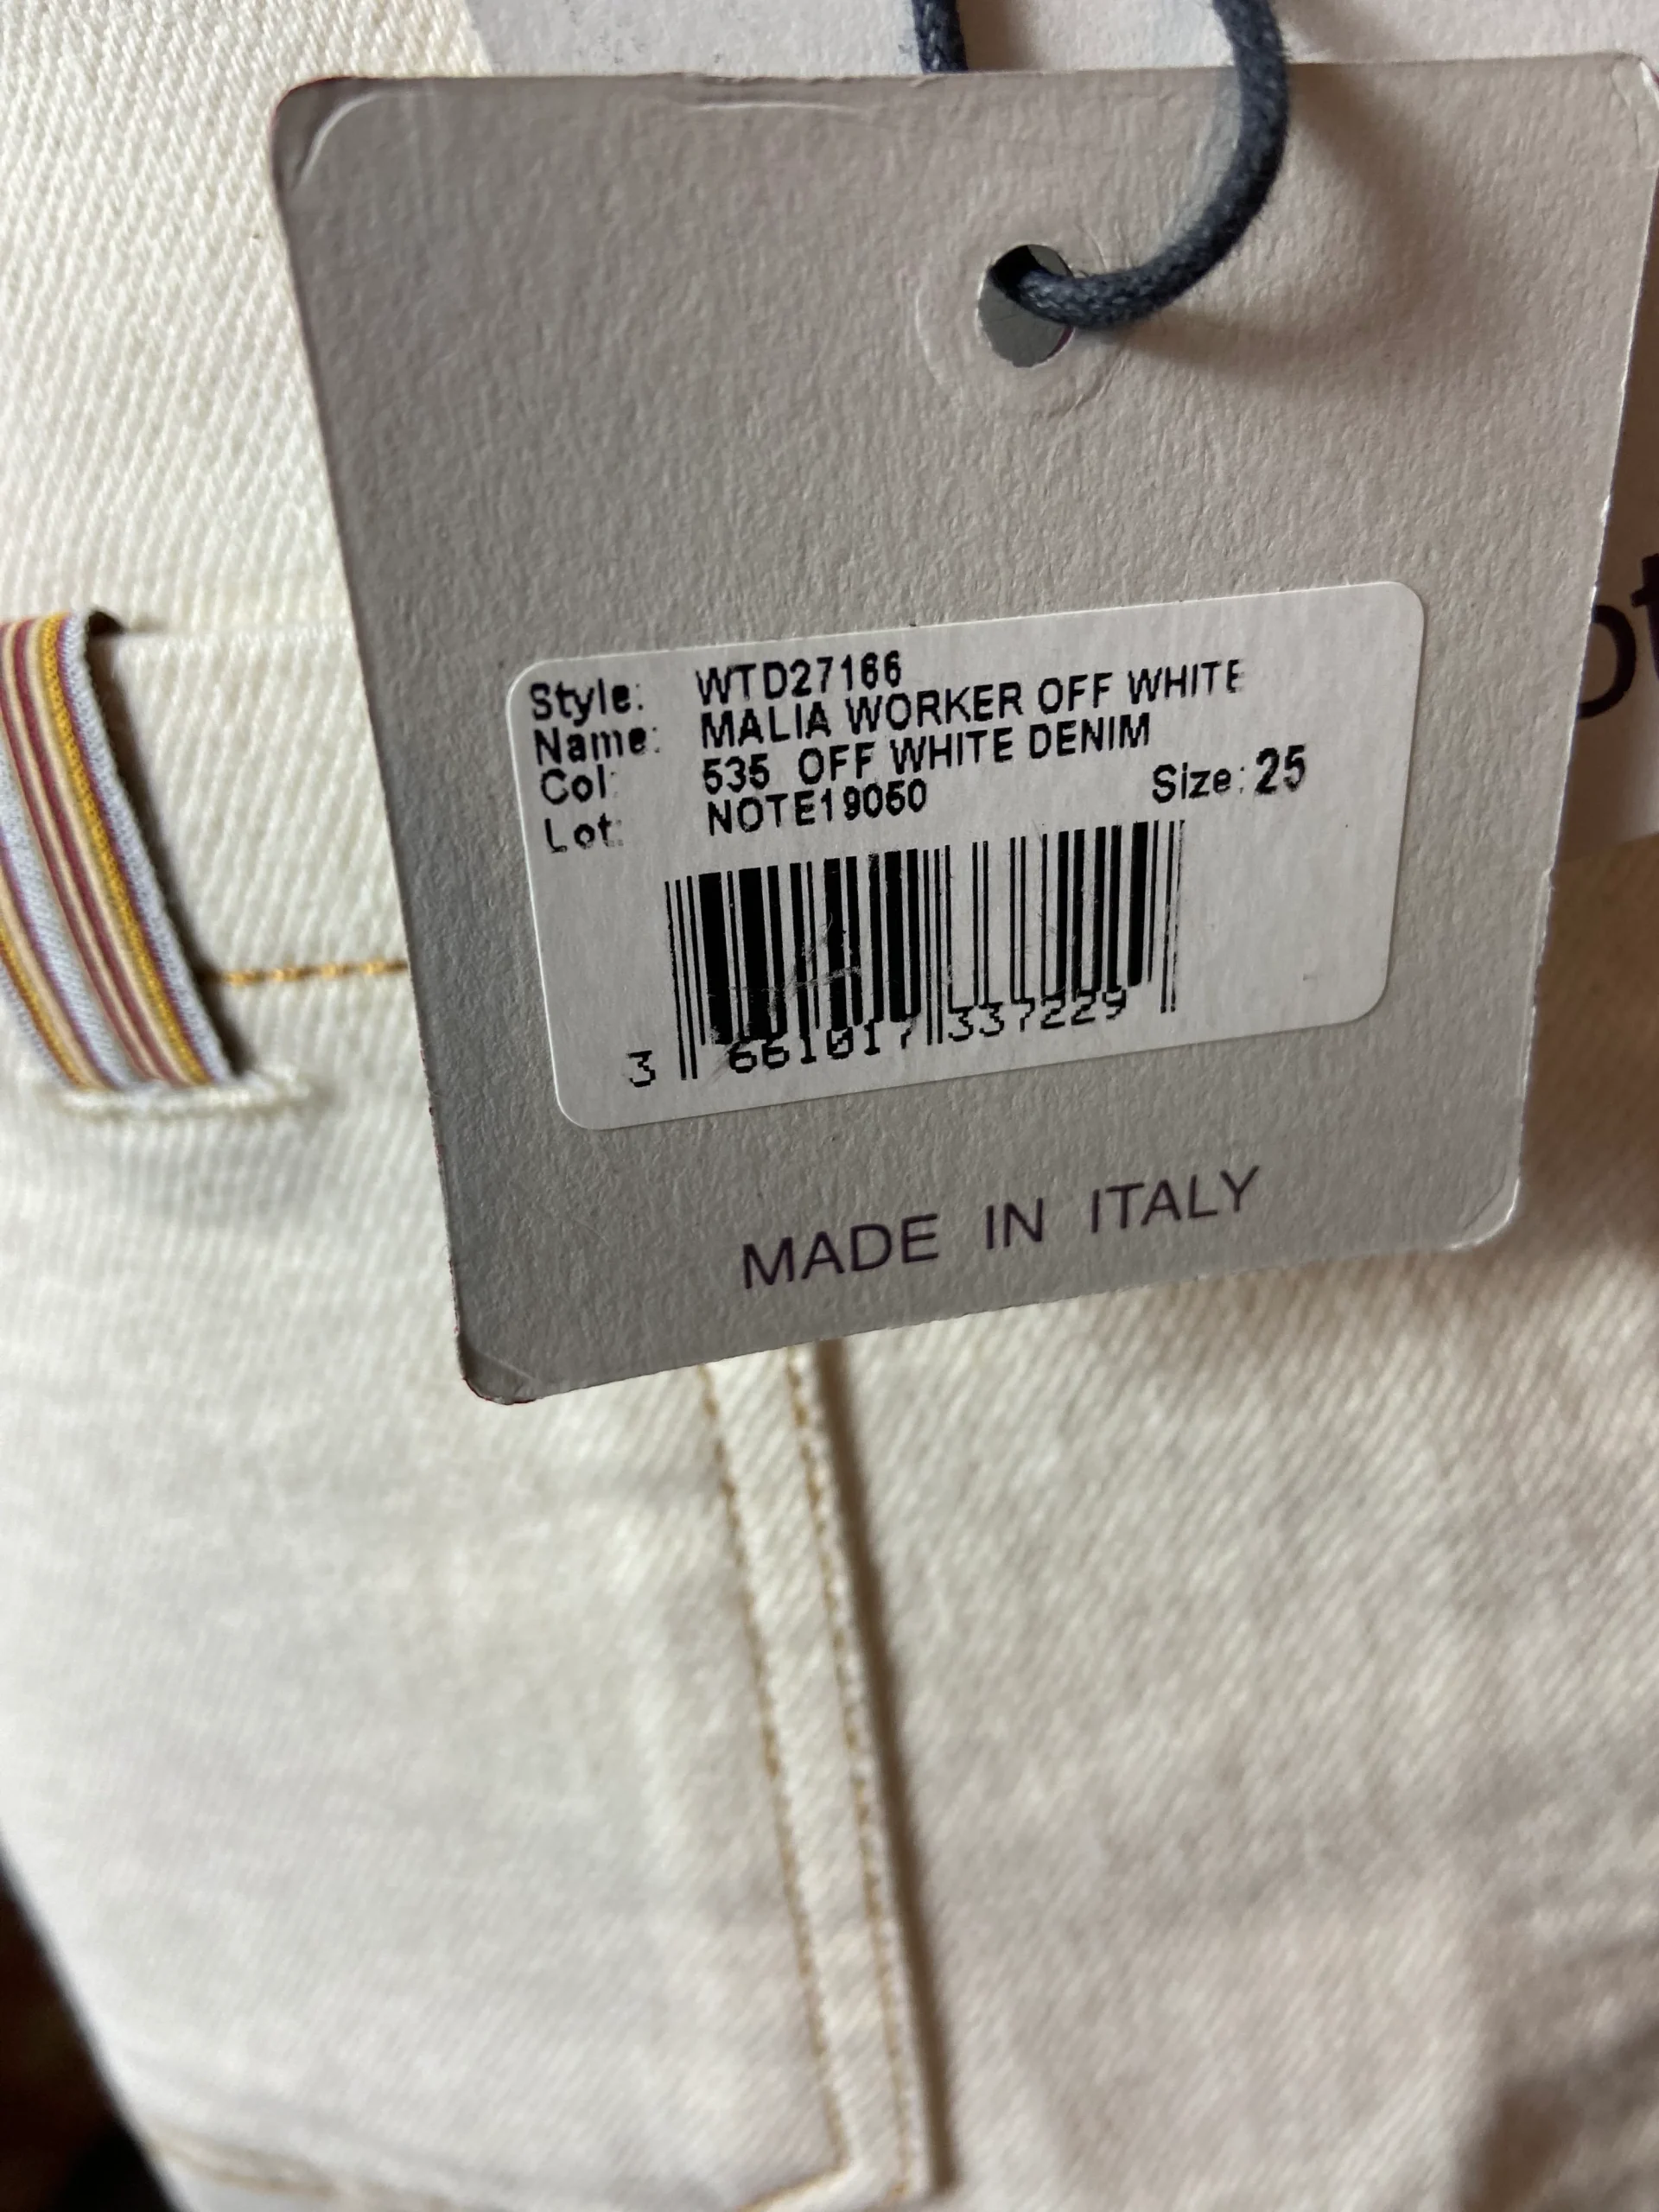 Style: WTD27166
Name: MALIA WORKER OFF WHITE
Col: 535 OFF WHITE DENIM
Lot: NOTE19050 Size: 25
3 661017 337229
MADE IN ITALY